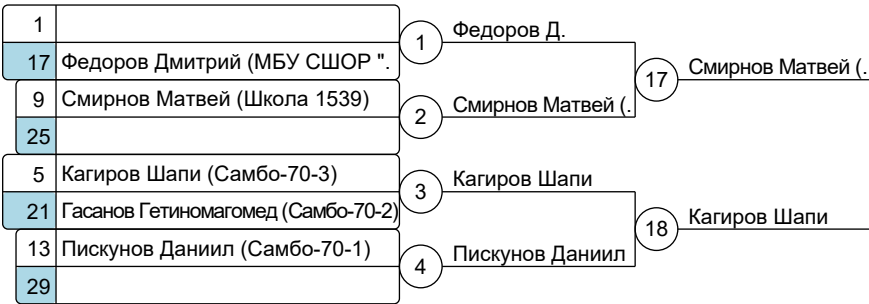 1
17 Федоров Дмитрий (МБУ СШОР ".
9 Смирнов Матвей (Школа 1539)
25
5 Кагиров Шапи (Самбо-70-3)
21 Гасанов Гетиномагомед (Самбо-70-2)
13 Пискунов Даниил (Самбо-70-1)
29
1 Федоров Д.
2 Смирнов Матвей (.
3 Кагиров Шапи
4 Пискунов Даниил
17 Смирнов Матвей (.
18 Кагиров Шапи